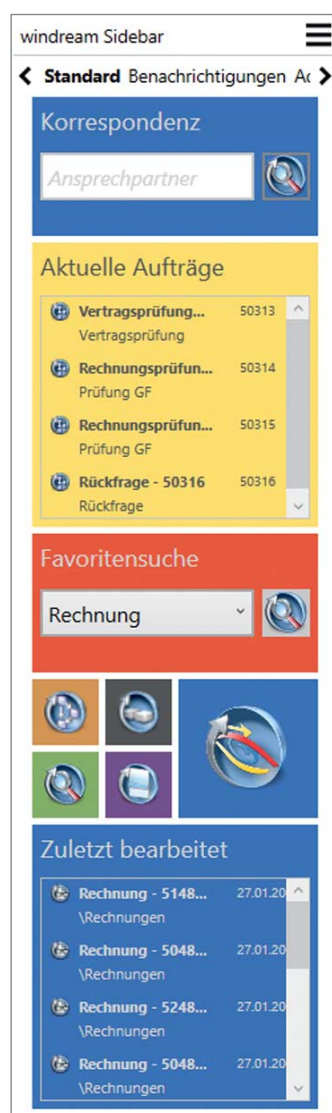 windream Sidebar
Standard Benachrichtigungen
Korrespondenz
Ansprechpartner
Aktuelle Aufträge
Vertragsprüfung... 50313
Vertragsprüfung
Rechnungsprüfun... 50314
Prüfung GF
Rechnungsprüfun... 50315
Prüfung GF
Rückfrage - 50316 50316
Rückfrage
Favoritensuche
Rechnung
Zuletzt bearbeitet
Rechnung - 5148... 27.01.20
\Rechnungen
Rechnung - 5048... 27.01.20
\Rechnungen
Rechnung - 5248... 27.01.20
\Rechnungen
Rechnung - 5048... 27.01.20
\Rechnungen